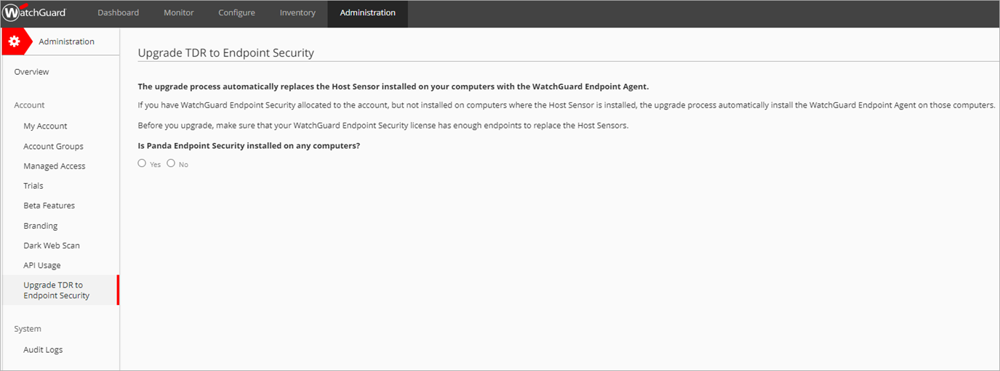 WatchGuard
Dashboard
Monitor
Configure
Inventory
Administration
Administration
Overview
Account
My Account
Account Groups
Managed Access
Trials
Beta Features
Branding
Dark Web Scan
API Usage
Upgrade TDR to
Endpoint Security
System
Audit Logs
Upgrade TDR to Endpoint Security
The upgrade process automatically replaces the Host Sensor installed on your computers with the WatchGuard Endpoint Agent.
If you have WatchGuard Endpoint Security allocated to the account, but not installed on computers where the Host Sensor is installed, the upgrade process automatically install the WatchGuard Endpoint Agent on those computers.
Before you upgrade, make sure that your WatchGuard Endpoint Security license has enough endpoints to replace the Host Sensors.
Is Panda Endpoint Security installed on any computers?
Yes No